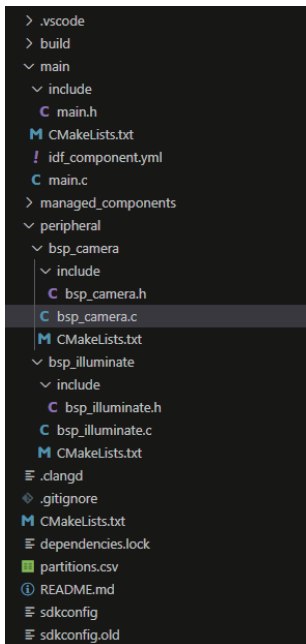 .vscode
build
main
include
C main.h
M CMakeLists.txt
! idf_component.yml
C main.c
managed_components
peripheral
bsp_camera
include
C bsp_camera.h
C bsp_camera.c
M CMakeLists.txt
bsp_illuminate
include
C bsp_illuminate.h
C bsp_illuminate.c
M CMakeLists.txt
.clangd
.gitignore
M CMakeLists.txt
dependencies.lock
partitions.csv
README.md
sdkconfig
sdkconfig.old